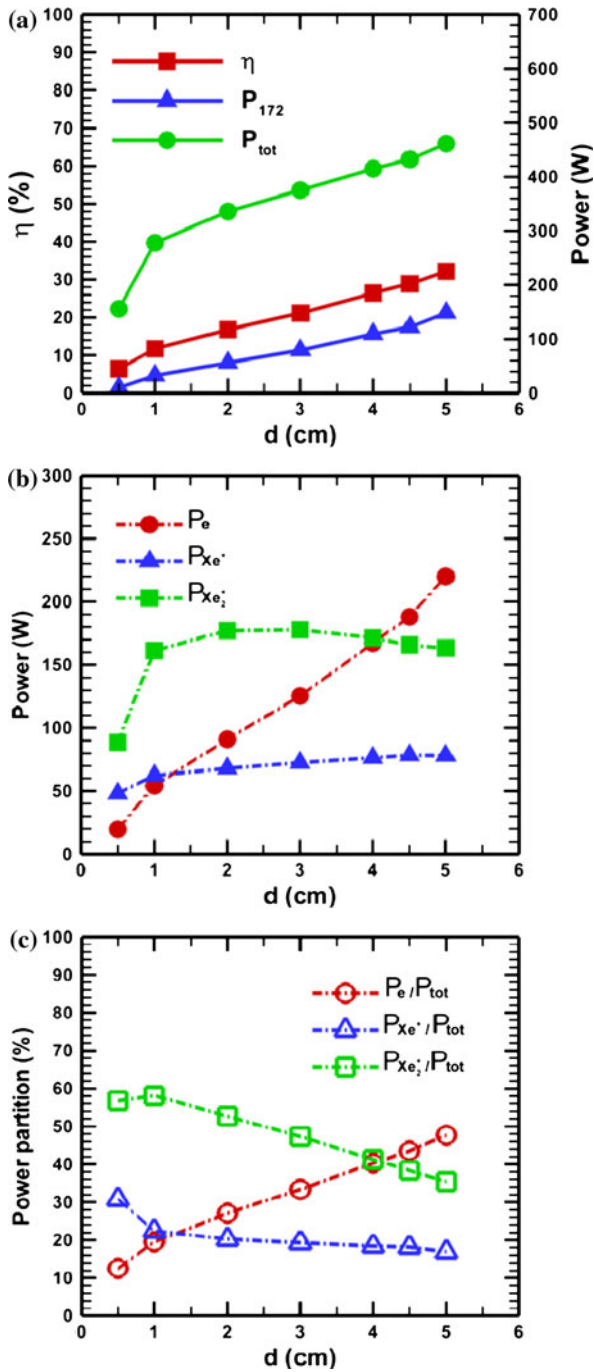 (a)
100
90
80
70
60
50
40
30
20
10
0
η (%)
η
P172
Ptot
700
600
500
400
300
200
100
0
Power (W)
0 1 2 3 4 5 6
d (cm)
(b)
300
250
200
150
100
50
0
Power (W)
Pe
PXe*
PXe2*
0 1 2 3 4 5 6
d (cm)
(c)
100
90
80
70
60
50
40
30
20
10
0
Power partition (%)
Pe/Ptot
PXe*/Ptot
PXe2*/Ptot
0 1 2 3 4 5 6
d (cm)